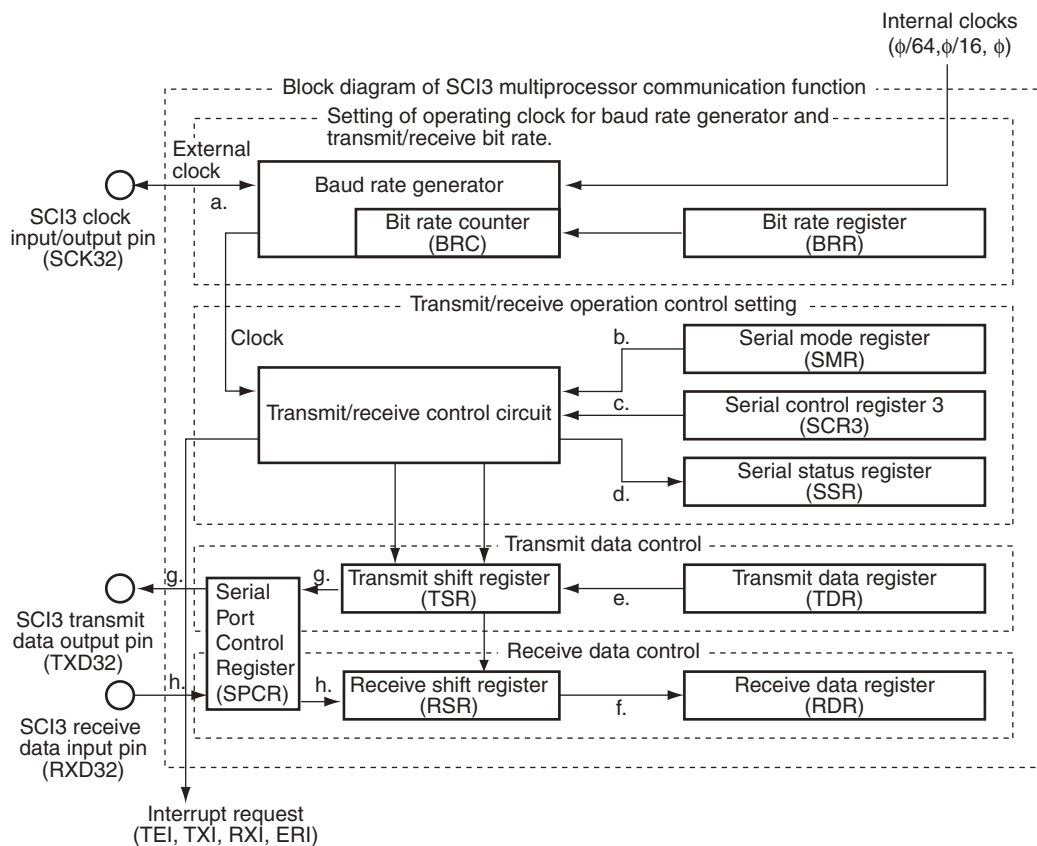 Internal clocks
(ϕ/64,ϕ/16, ϕ)
Block diagram of SCI3 multiprocessor communication function
Setting of operating clock for baud rate generator and
transmit/receive bit rate.
External
clock
a.
SCI3 clock
input/output pin
(SCK32)
Baud rate generator
Bit rate counter
(BRC)
Bit rate register
(BRR)
Transmit/receive operation control setting
Clock
b.
Serial mode register
(SMR)
Transmit/receive control circuit
c.
Serial control register 3
(SCR3)
d.
Serial status register
(SSR)
Transmit data control
g.
SCI3 transmit
data output pin
(TXD32)
Serial
Port
Control
Register
(SPCR)
g.
Transmit shift register
(TSR)
e.
Transmit data register
(TDR)
Receive data control
h.
SCI3 receive
data input pin
(RXD32)
h.
Receive shift register
(RSR)
f.
Receive data register
(RDR)
Interrupt request
(TEI, TXI, RXI, ERI)